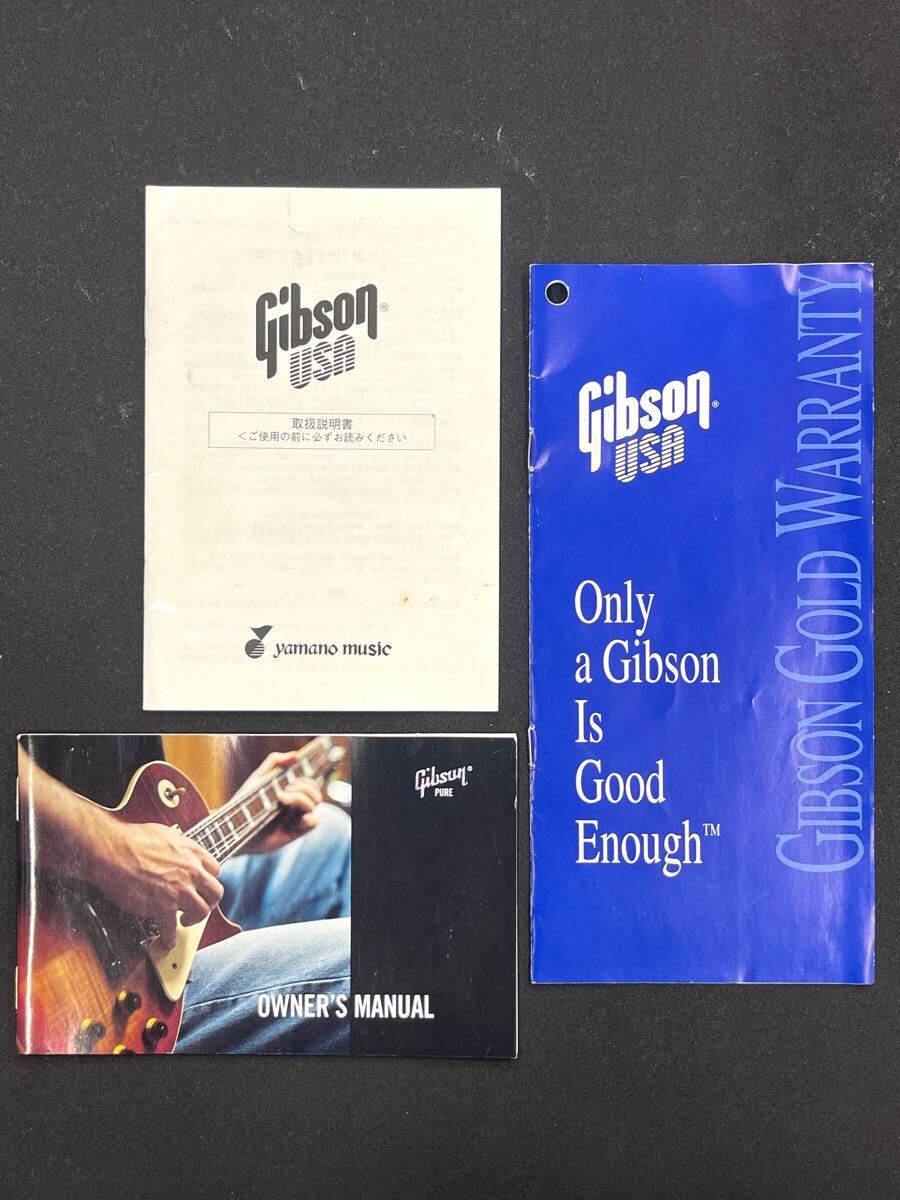 Gibson®
USA
取扱説明書
＜ご使用の前に必ずお読みください
yamano music
Gibson®
USA
Only
a Gibson
Is
Good
Enough™
GIBSON GOLD WARRANTY
Gibson®
PURE
OWNER'S MANUAL